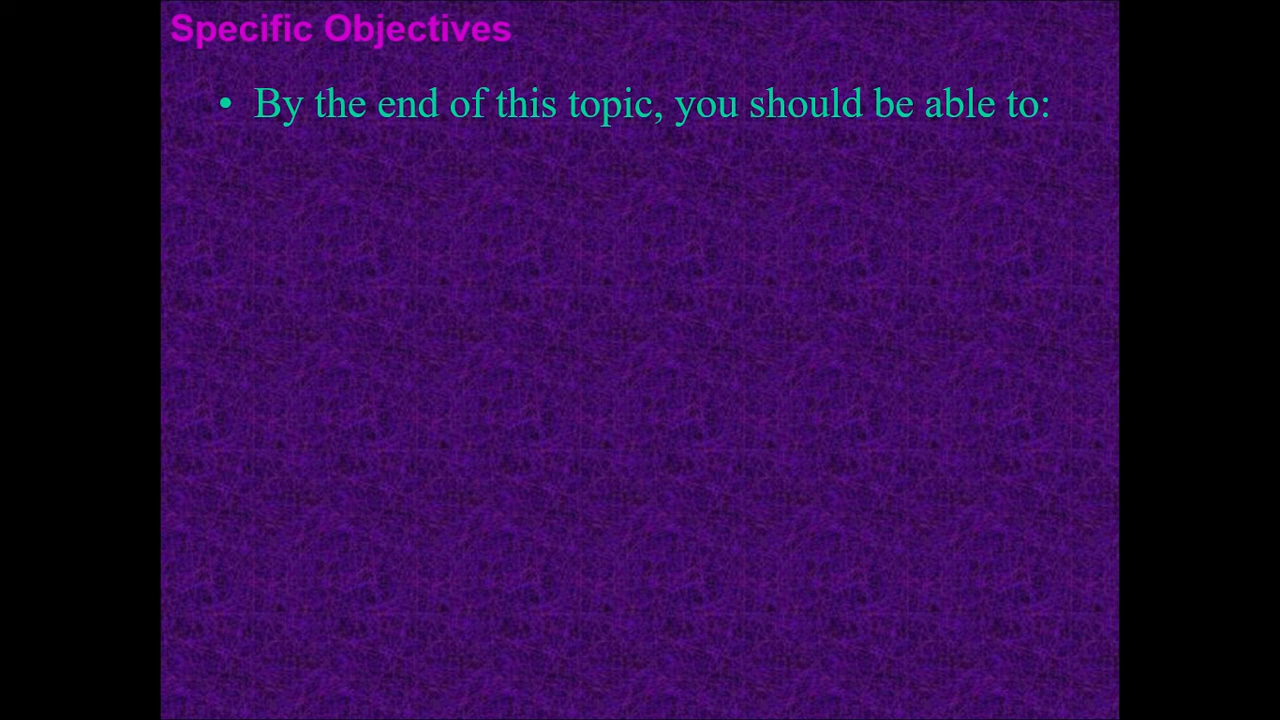 Specific Objectives
• By the end of this topic, you should be able to: